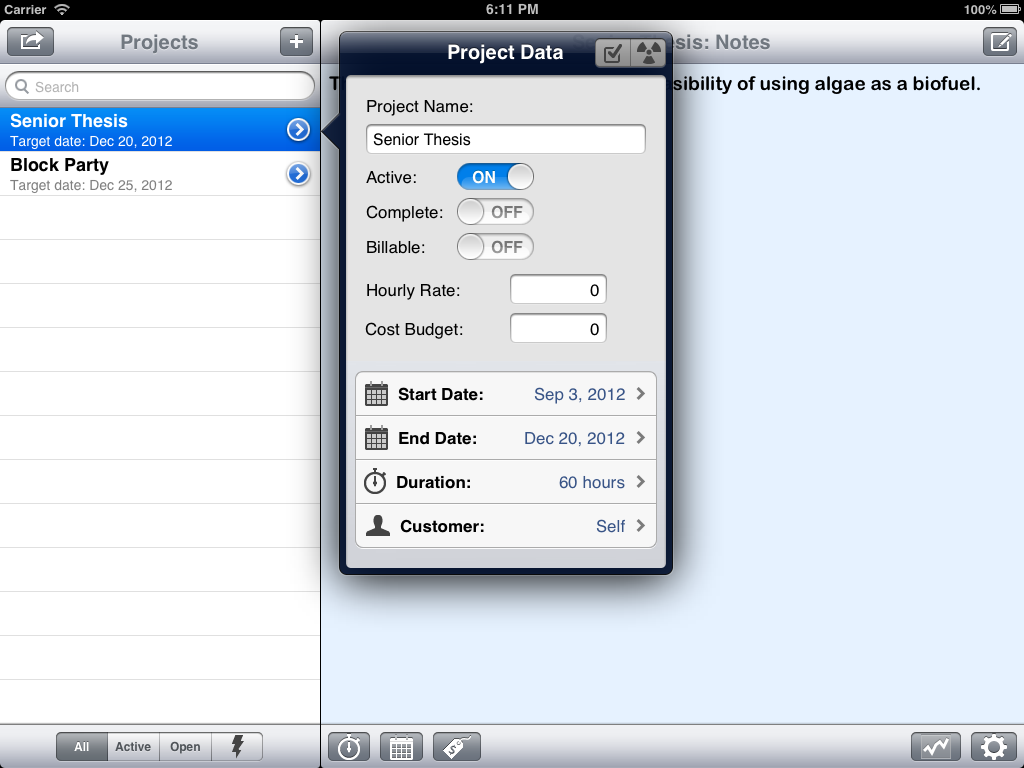 Carrier 6:11 PM 100%
Projects
Search
Senior Thesis
Target date: Dec 20, 2012
Block Party
Target date: Dec 25, 2012
All Active Open
Project Data
esis: Notes
T
sibility of using algae as a biofuel.
Project Name:
Senior Thesis
Active: ON
Complete: OFF
Billable: OFF
Hourly Rate: 0
Cost Budget: 0
Start Date: Sep 3, 2012
End Date: Dec 20, 2012
Duration: 60 hours
Customer: Self